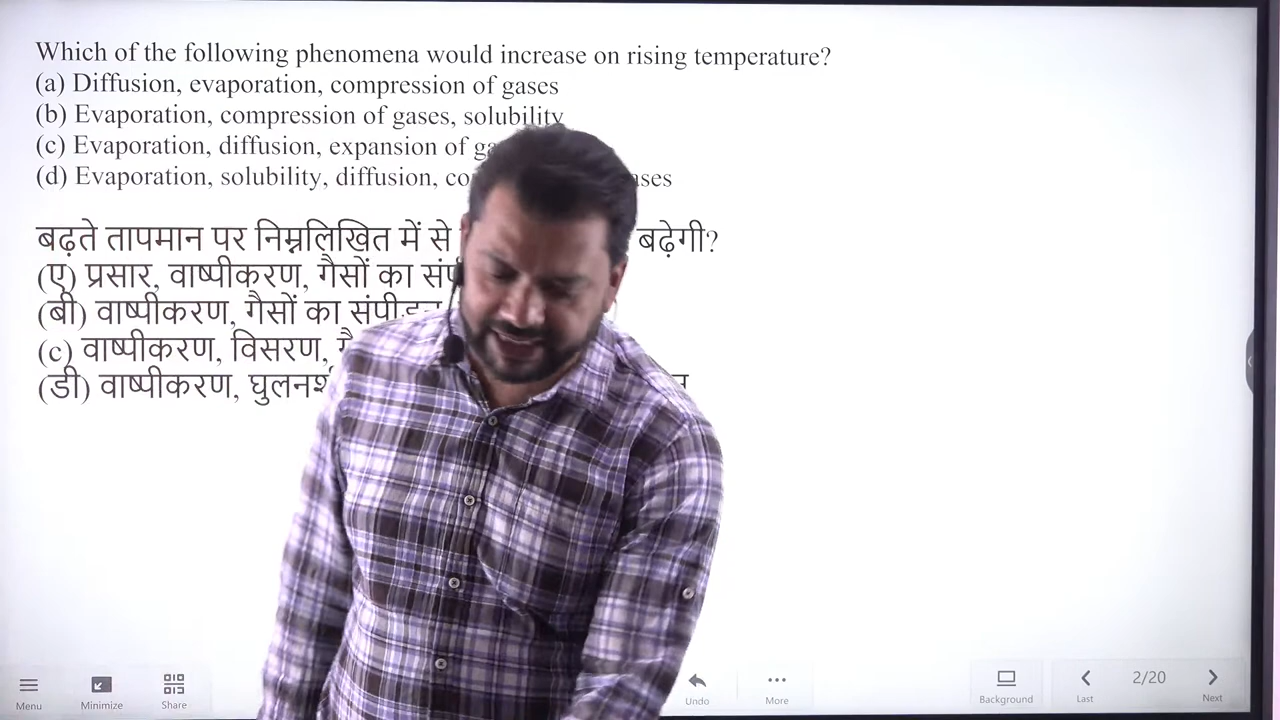 Which of the following phenomena would increase on rising temperature?
(a) Diffusion, evaporation, compression of gases
(b) Evaporation, compression of gases, solubility
(c) Evaporation, diffusion, expansion of
(d) Evaporation, solubility, diffusion,
बढ़ते तापमान पर निम्नलिखित में से बढ़ेगी?
(ए) प्रसार, वाष्पीकरण, गैसों का
(बी) वाष्पीकरण, गैसों का
(c) वाष्पीकरण, विसरण,
(डी) वाष्पीकरण,
Menu
Minimize
Share
Undo
More
Background
Last
2/20
Next